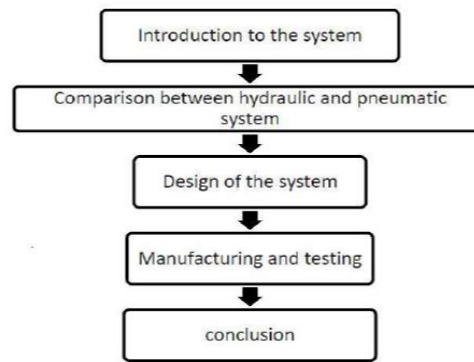 Introduction to the system
Comparison between hydraulic and pneumatic
system
Design of the system
Manufacturing and testing
conclusion